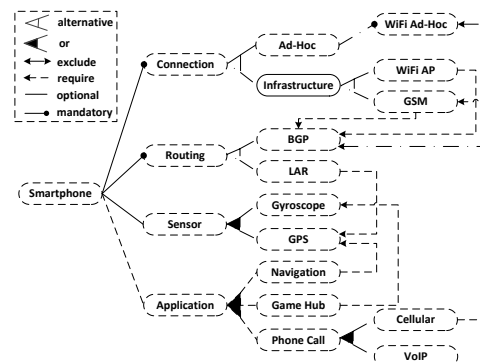 alternative
or
exclude
require
optional
mandatory
Smartphone
Connection
Routing
Sensor
Application
Ad-Hoc
Infrastructure
BGP
LAR
Gyroscope
GPS
Navigation
Game Hub
Phone Call
WiFi Ad-Hoc
WiFi AP
GSM
Cellular
VoIP